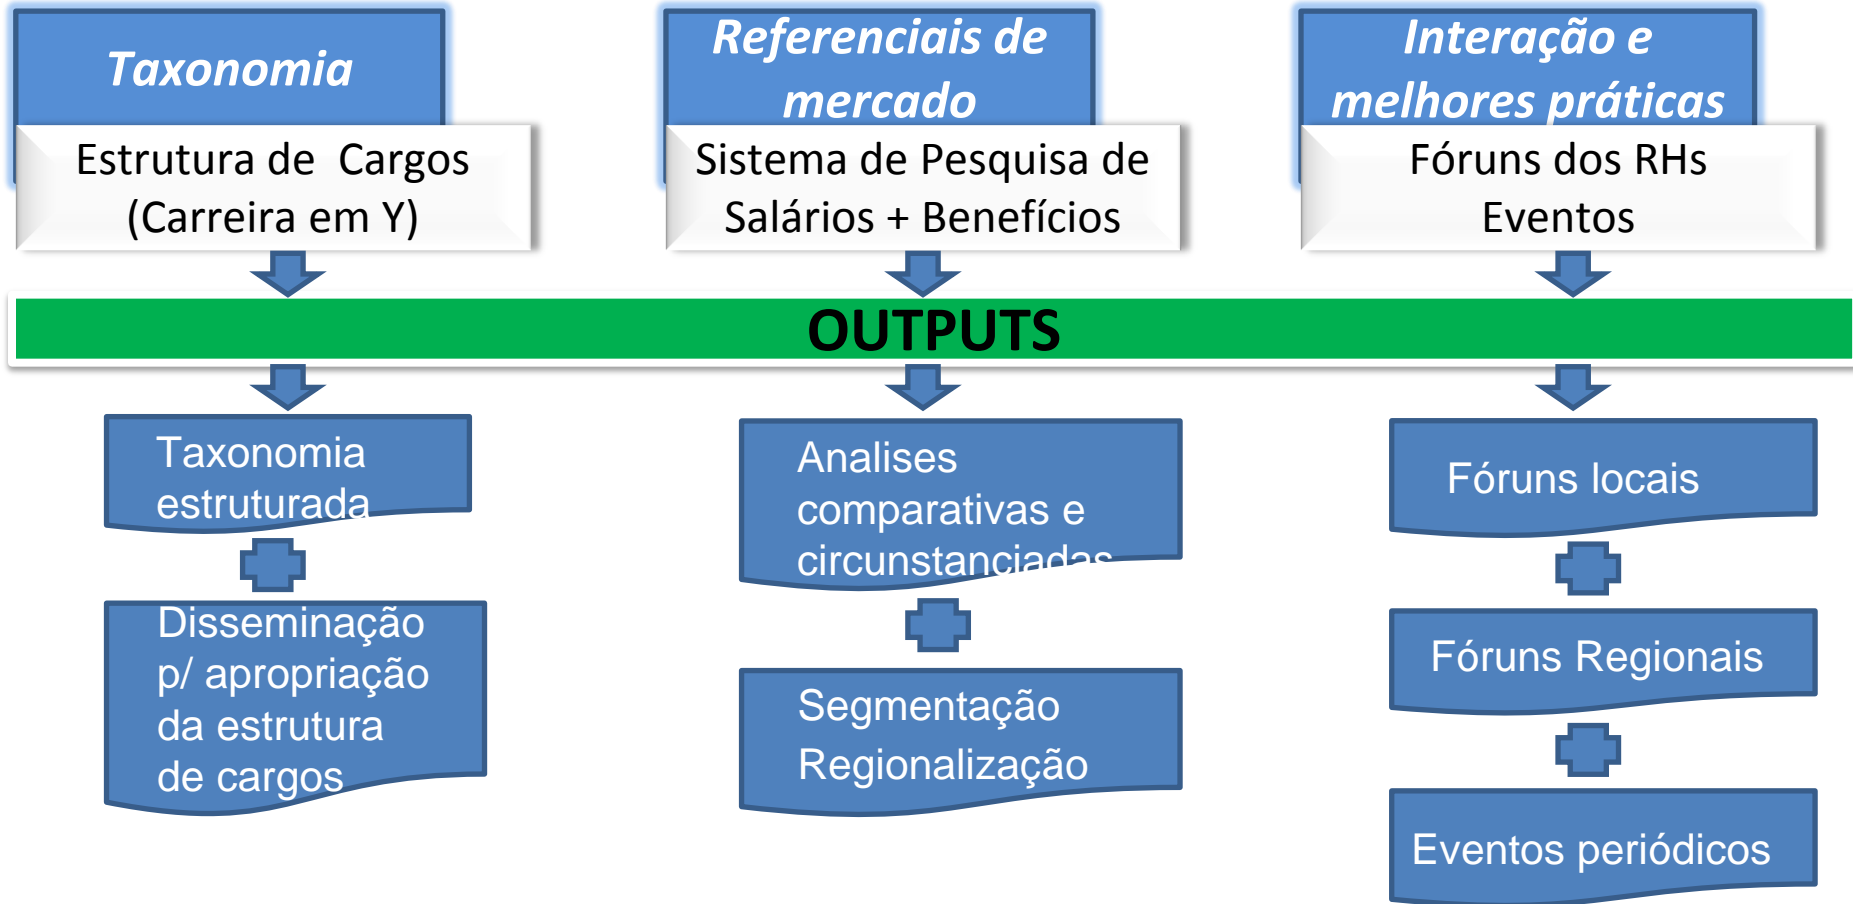 Taxonomia
Estrutura de Cargos
(Carreira em Y)
Referenciais de
mercado
Sistema de Pesquisa de
Salários + Benefícios
Interação e
melhores práticas
Fóruns dos RHs
Eventos
OUTPUTS
Taxonomia
estruturada
Disseminação
p/ apropriação
da estrutura
de cargos
Analises
comparativas e
circunstanciadas
Segmentação
Regionalização
Fóruns locais
Fóruns Regionais
Eventos periódicos